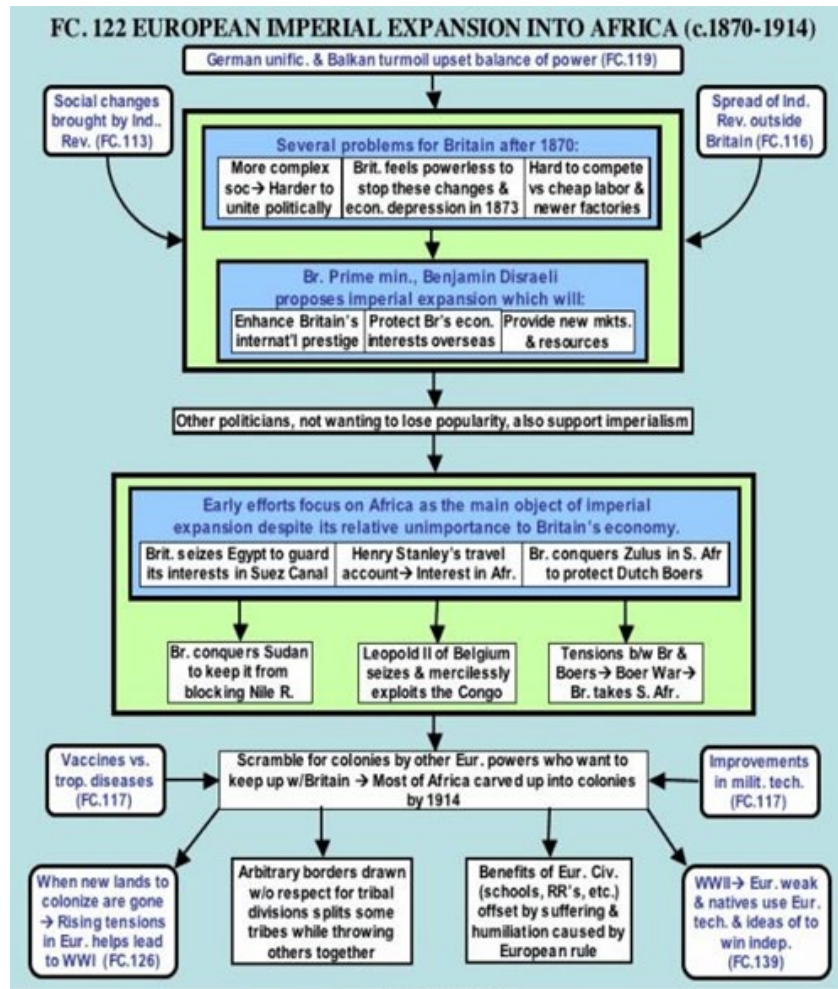 FC. 122 EUROPEAN IMPERIAL EXPANSION INTO AFRICA (c.1870-1914)
German unific. & Balkan turmoil upset balance of power (FC.119)
Social changes
brought by Ind..
Rev. (FC.113)
Spread of Ind.
Rev. outside
Britain (FC.116)
Several problems for Britain after 1870:
More complex
soc→ Harder to
unite politically
Brit. feels powerless to
stop these changes &
econ. depression in 1873
Hard to compete
vs cheap labor &
newer factories
Br. Prime min., Benjamin Disraeli
proposes imperial expansion which will:
Enhance Britain's
internat'l prestige
Protect Br's econ.
interests overseas
Provide new mkts.
& resources
Other politicians, not wanting to lose popularity, also support imperialism
Early efforts focus on Africa as the main object of imperial
expansion despite its relative unimportance to Britain's economy.
Brit. seizes Egypt to guard
its interests in Suez Canal
Henry Stanley's travel
account→ Interest in Afr.
Br. conquers Zulus in S. Afr
to protect Dutch Boers
Br. conquers Sudan
to keep it from
blocking Nile R.
Leopold II of Belgium
seizes & mercilessly
exploits the Congo
Tensions b/w Br &
Boers→ Boer War→
Br. takes S. Afr.
Vaccines vs.
trop. diseases
(FC.117)
Scramble for colonies by other Eur. powers who want to
keep up w/Britain → Most of Africa carved up into colonies
by 1914
Improvements
in milit. tech.
(FC.117)
When new lands to
colonize are gone
→ Rising tensions
in Eur. helps lead
to WWI (FC.126)
Arbitrary borders drawn
w/o respect for tribal
divisions splits some
tribes while throwing
others together
Benefits of Eur. Civ.
(schools, RR's, etc.)
offset by suffering &
humiliation caused by
European rule
WWII→ Eur. weak
& natives use Eur.
tech. & ideas of to
win indep.
(FC.139)